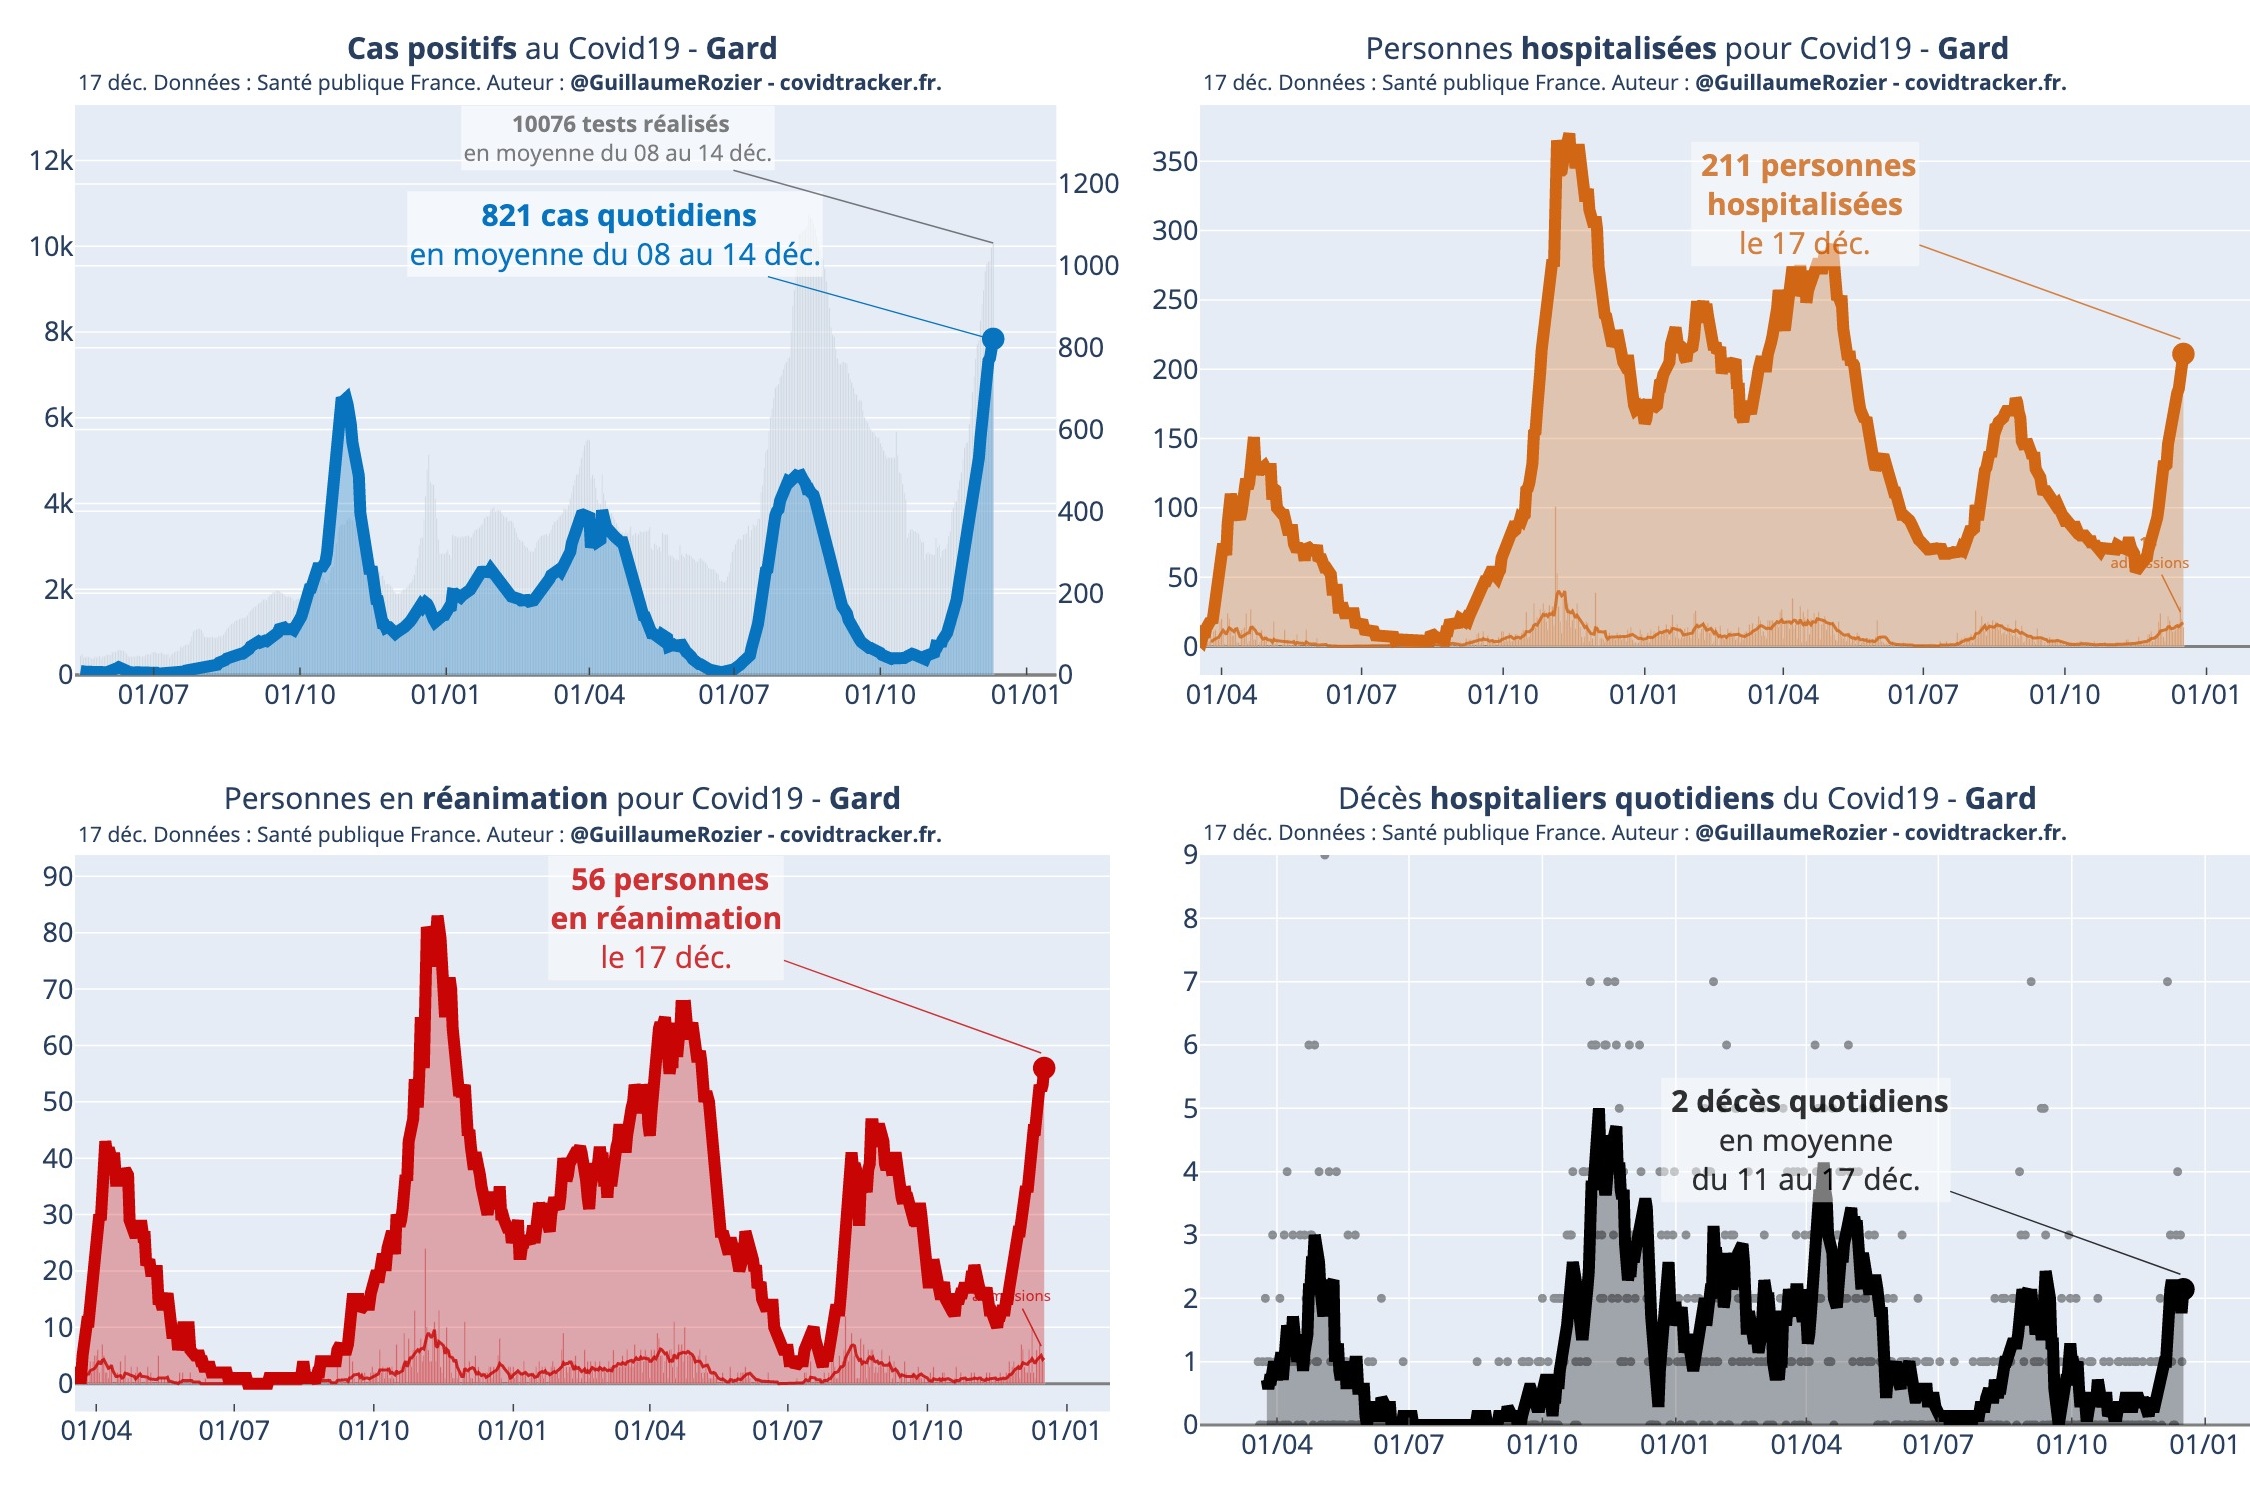 Cas positifs au Covid19 - Gard
17 déc. Données : Santé publique France. Auteur : @GuillaumeRozier - covidtracker.fr.
10076 tests réalisés
en moyenne du 08 au 14 déc.
821 cas quotidiens
en moyenne du 08 au 14 déc.
12k
10k
8k
6k
4k
2k
0
1200
1000
800
600
400
200
0
01/07 01/10 01/01 01/04 01/07 01/10 01/01
Personnes hospitalisées pour Covid19 - Gard
17 déc. Données : Santé publique France. Auteur : @GuillaumeRozier - covidtracker.fr.
211 personnes
hospitalisées
le 17 déc.
350
300
250
200
150
100
50
0
01/04 01/07 01/10 01/01 01/04 01/07 01/10 01/01
Personnes en réanimation pour Covid19 - Gard
17 déc. Données : Santé publique France. Auteur : @GuillaumeRozier - covidtracker.fr.
56 personnes
en réanimation
le 17 déc.
90
80
70
60
50
40
30
20
10
0
01/04 01/07 01/10 01/01 01/04 01/07 01/10 01/01
Décès hospitaliers quotidiens du Covid19 - Gard
17 déc. Données : Santé publique France. Auteur : @GuillaumeRozier - covidtracker.fr.
2 décès quotidiens
en moyenne
du 11 au 17 déc.
9
8
7
6
5
4
3
2
1
0
01/04 01/07 01/10 01/01 01/04 01/07 01/10 01/01